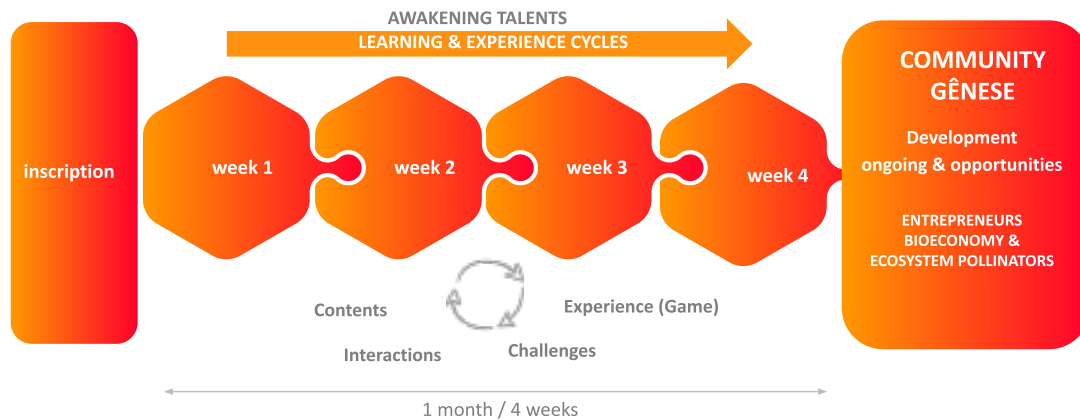 AWAKENING TALENTS
LEARNING & EXPERIENCE CYCLES
inscription
week 1
week 2
week 3
week 4
COMMUNITY
GÊNESE
Development
ongoing & opportunities
ENTREPRENEURS
BIOECONOMY &
ECOSYSTEM POLLINATORS
Contents
Experience (Game)
Interactions
Challenges
1 month / 4 weeks